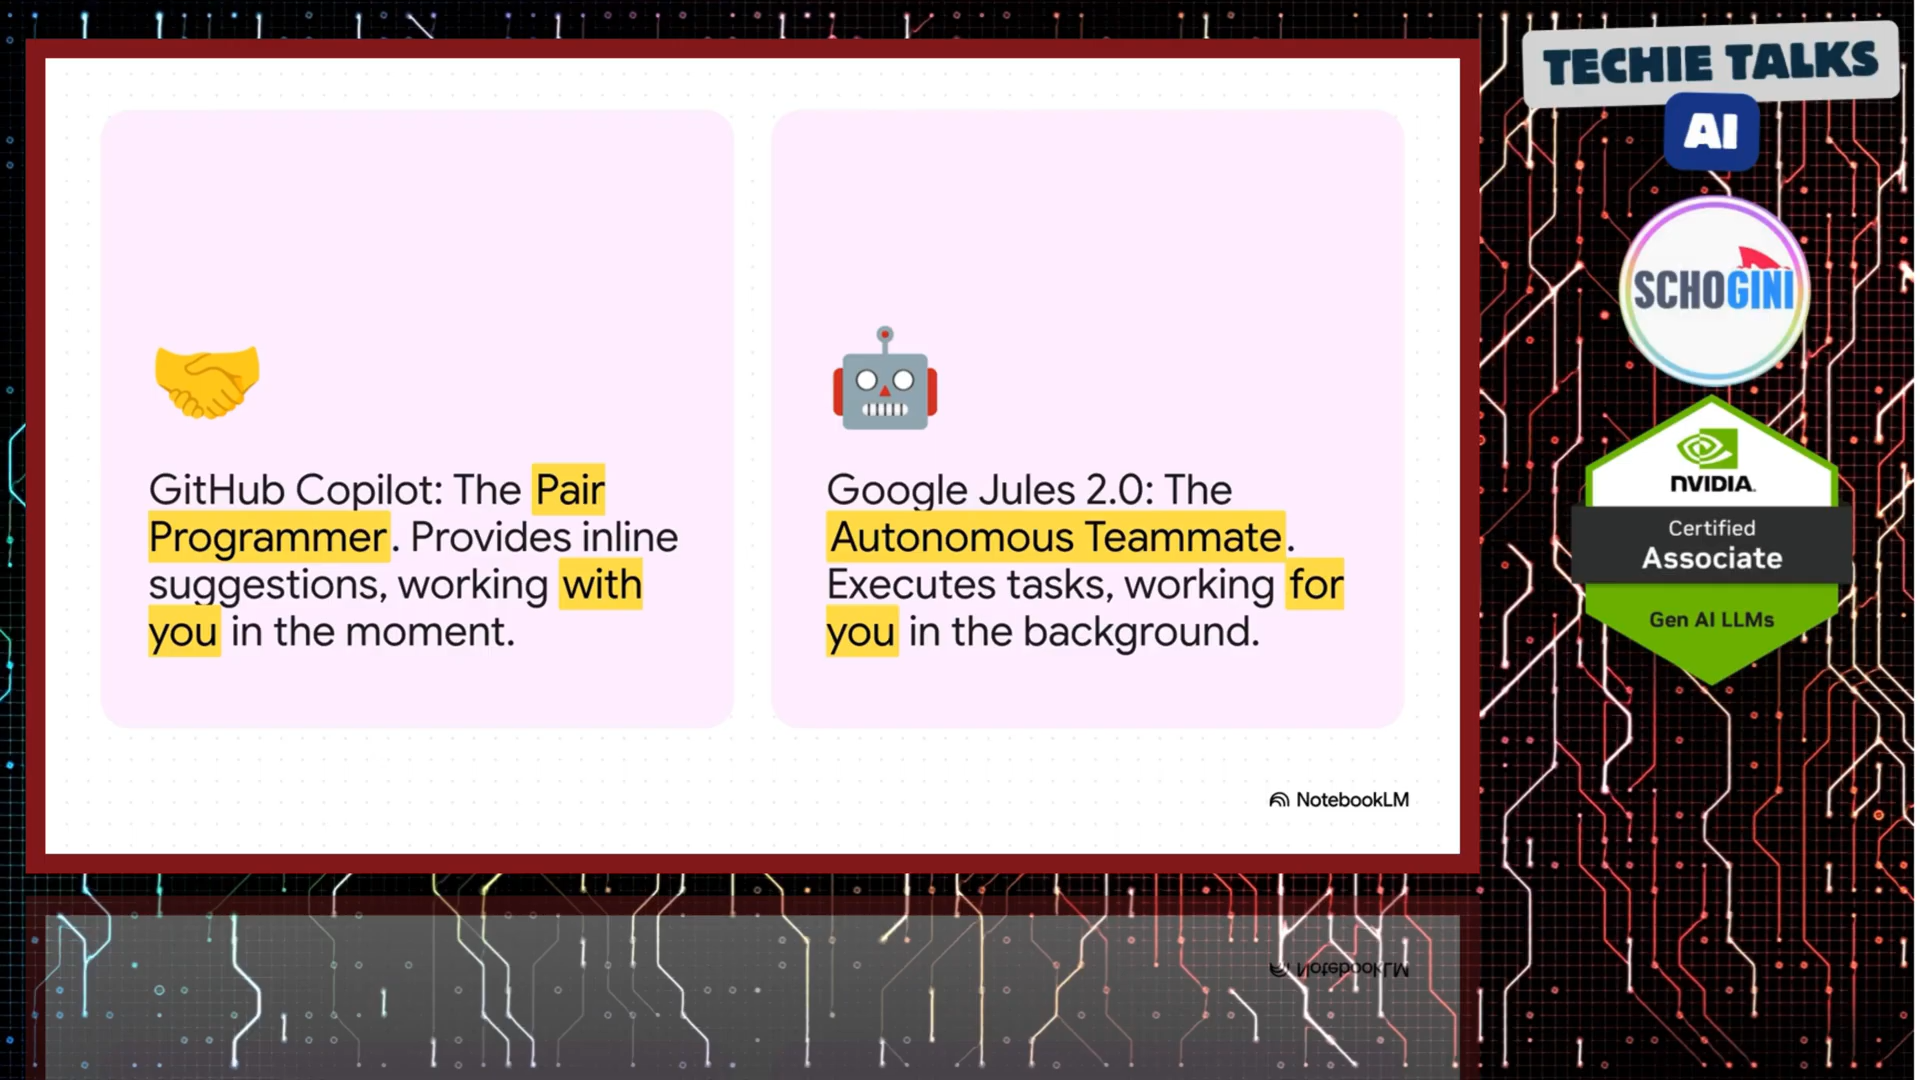 GitHub Copilot: The Pair
Programmer. Provides inline
suggestions, working with
you in the moment.
Google Jules 2.0: The
Autonomous Teammate.
Executes tasks, working for
you in the background.
NotebookLM
TECHIE TALKS
AI
SCHOGINI
NVIDIA.
Certified
Associate
Gen AI LLMs
NotebookLM